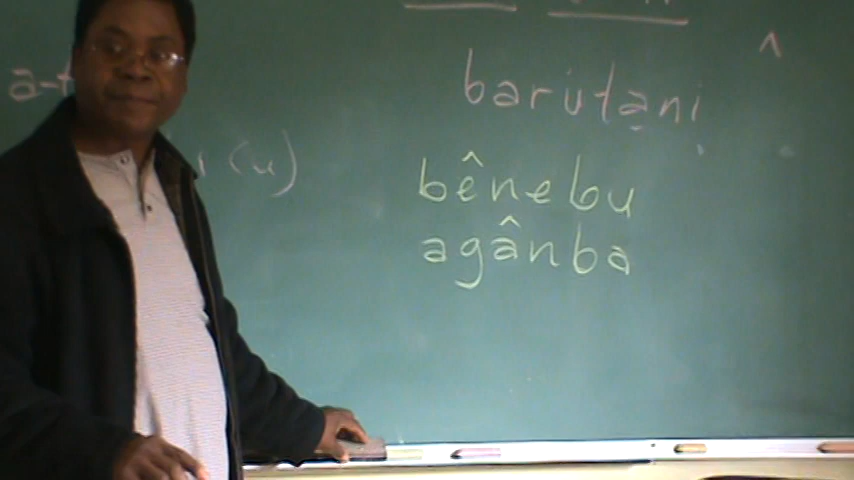 ā-t
^
barutani
i (u)
bênebu
agânba